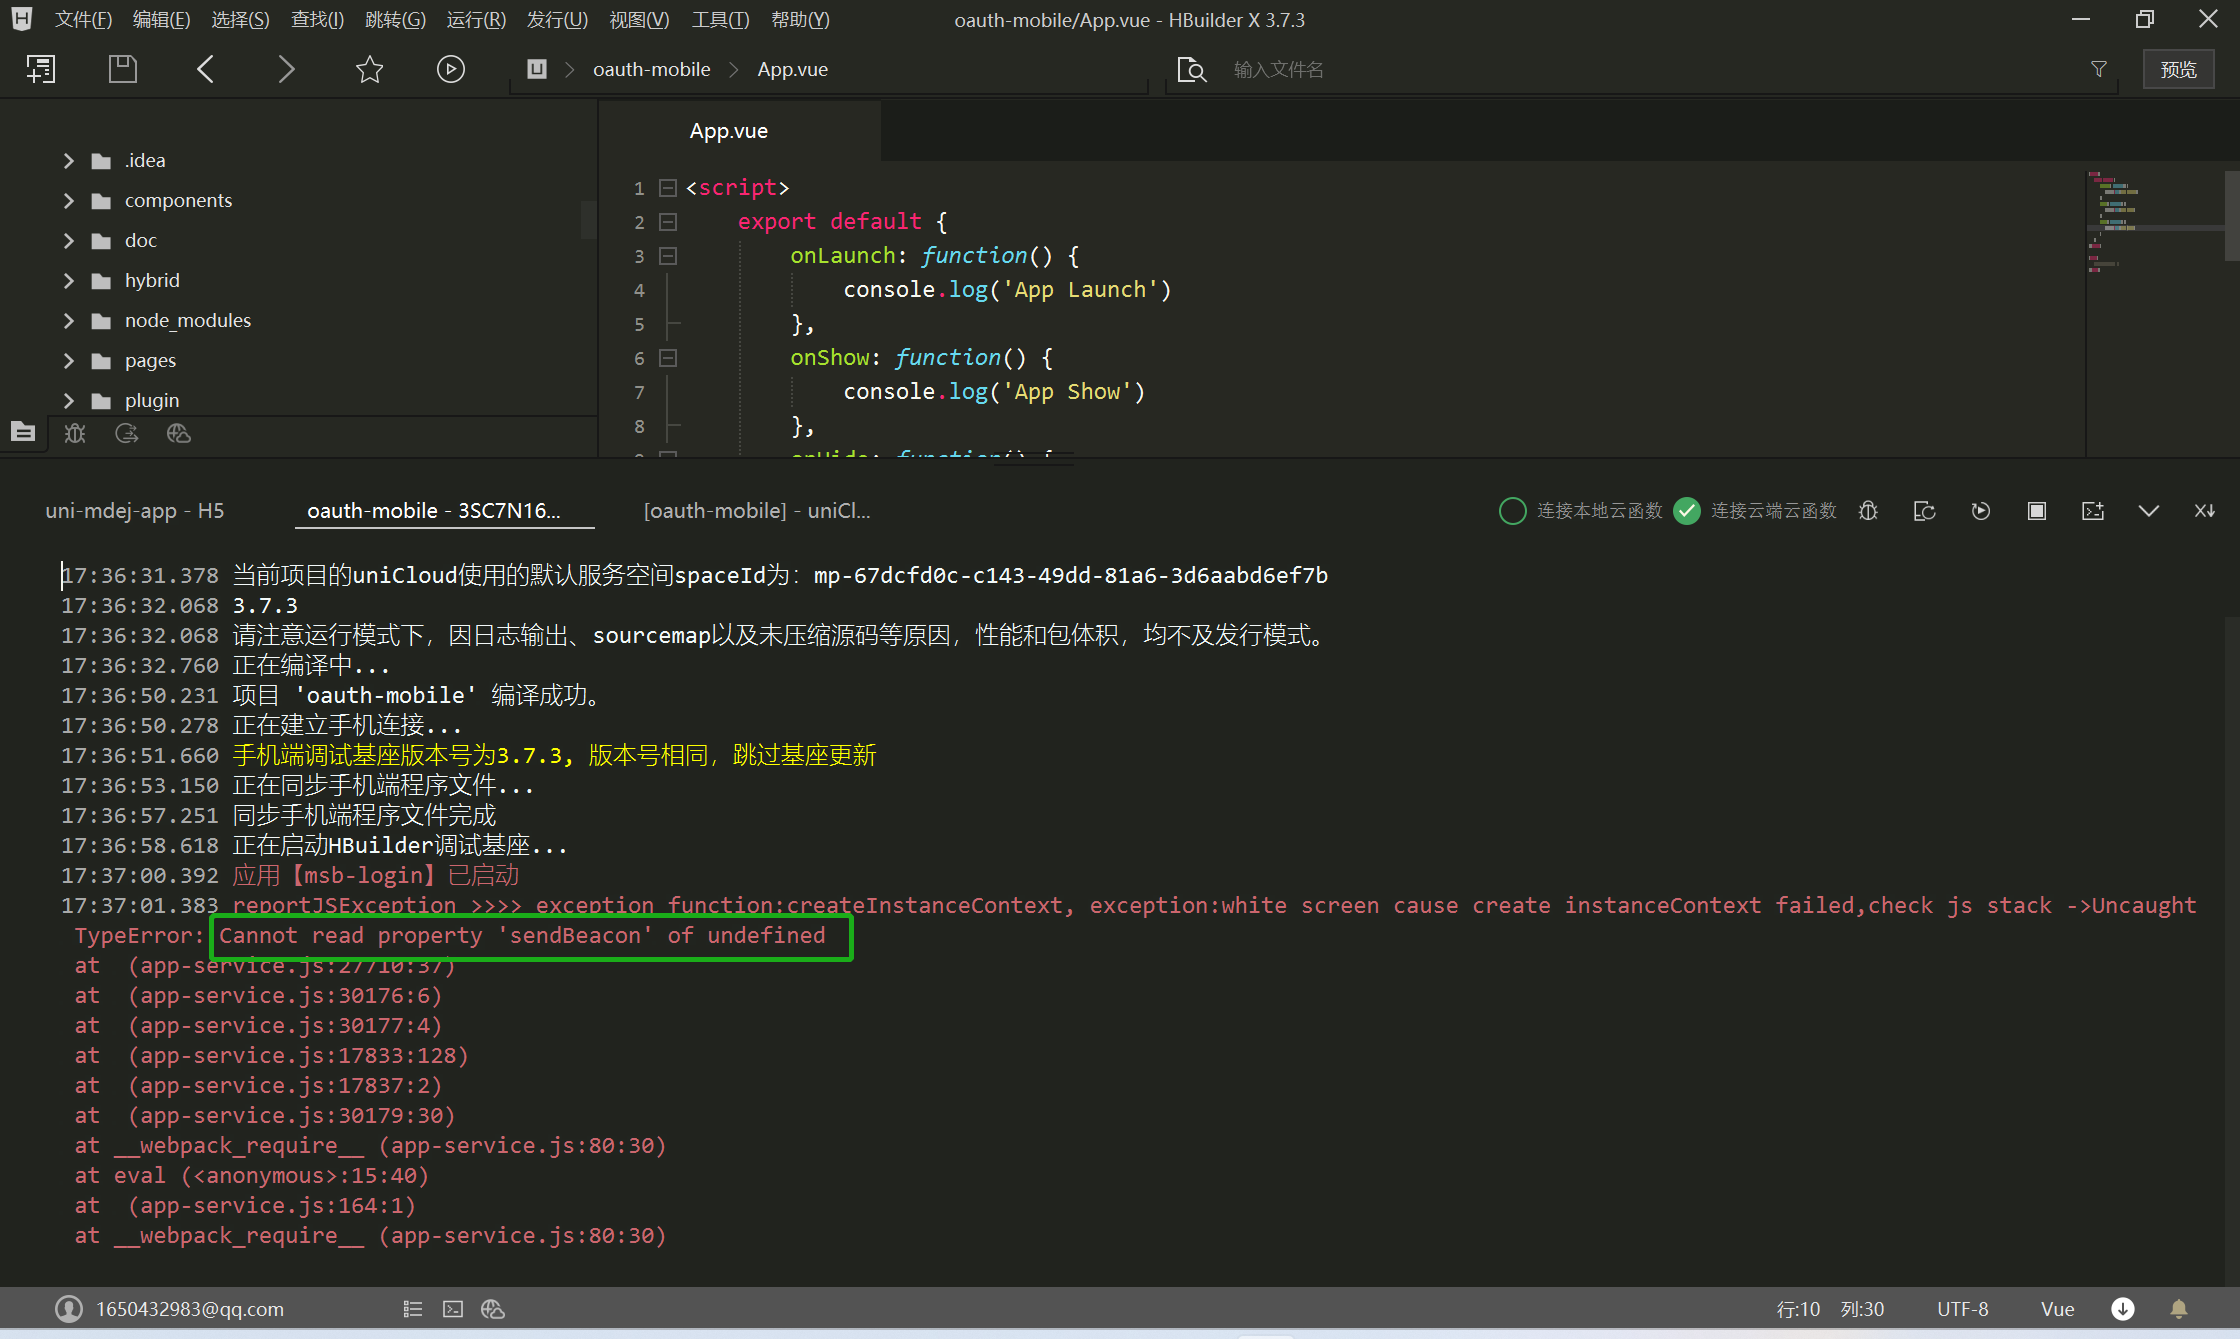 文件(F) 编辑(E) 选择(S) 查找(I) 跳转(G) 运行(R) 发行(U) 视图(V) 工具(T) 帮助(Y)
oauth-mobile/App.vue - HBuilder X 3.7.3
oauth-mobile
App.vue
输入文件名
预览
.idea
components
doc
hybrid
node_modules
pages
plugin
App.vue
1 <script>
2 export default {
3 onLaunch: function() {
4 console.log('App Launch')
5 },
6 onShow: function() {
7 console.log('App Show')
8 },
9 onHide: function() {
uni-mdej-app - H5
oauth-mobile - 3SC7N16...
[oauth-mobile] - uniCl...
连接本地云函数
连接云端云函数
17:36:31.378 当前项目的uniCloud使用的默认服务空间spaceId为：mp-67dcfd0c-c143-49dd-81a6-3d6aabd6ef7b
17:36:32.068 3.7.3
17:36:32.068 请注意运行模式下，因日志输出、sourcemap以及未压缩源码等原因，性能和包体积，均不及发行模式。
17:36:32.760 正在编译中...
17:36:50.231 项目 'oauth-mobile' 编译成功。
17:36:50.278 正在建立手机连接...
17:36:51.660 手机端调试基座版本号为3.7.3, 版本号相同，跳过基座更新
17:36:53.150 正在同步手机端程序文件...
17:36:57.251 同步手机端程序文件完成
17:36:58.618 正在启动HBuilder调试基座...
17:37:00.392 应用【msb-login】已启动
17:37:01.383 reportJSException >>>> exception function:createInstanceContext, exception:white screen cause create instanceContext failed,check js stack ->Uncaught
TypeError: Cannot read property 'sendBeacon' of undefined
at (app-service.js:27710:37)
at (app-service.js:30176:6)
at (app-service.js:30177:4)
at (app-service.js:17833:128)
at (app-service.js:17837:2)
at (app-service.js:30179:30)
at __webpack_require__ (app-service.js:80:30)
at eval (<anonymous>:15:40)
at (app-service.js:164:1)
at __webpack_require__ (app-service.js:80:30)
1650432983@qq.com
行:10 列:30
UTF-8
Vue